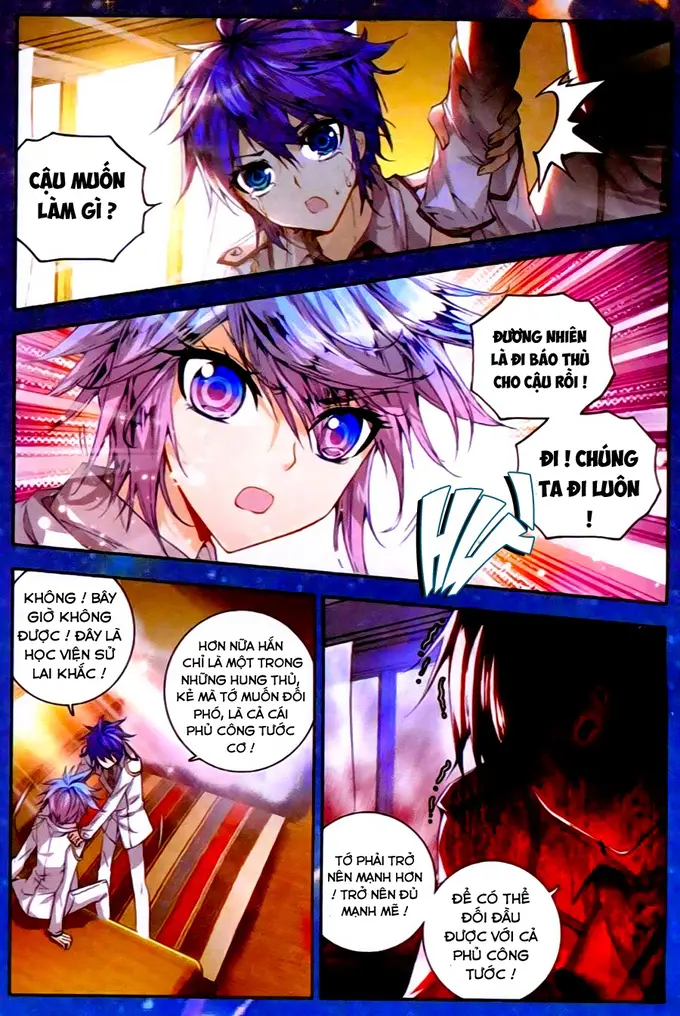 CẬU MUỐN
LÀM GÌ ?
ĐƯƠNG NHIÊN
LÀ ĐI BÁO THÙ
CHO CẬU RỒI !
ĐI ! CHÚNG
TA ĐI LUÔN
!
KHÔNG ! BÂY
GIỜ KHÔNG
ĐƯỢC ! ĐÂY LÀ
HỌC VIỆN SỬ
LAI KHẮC !
HƠN NỮA HẮN
CHỈ LÀ MỘT TRONG
NHỮNG HUNG THỦ,
KẺ MÀ TỚ MUỐN ĐỐI
PHÓ, LÀ CẢ CÁI
PHỦ CÔNG TƯỚC
CƠ !
TỚ PHẢI TRỞ
NÊN MẠNH HƠN !
TRỞ NÊN ĐỦ
MẠNH MẼ !
ĐỂ CÓ THỂ
ĐỐI ĐẦU
ĐƯỢC VỚI CẢ
PHỦ CÔNG
TƯỚC !